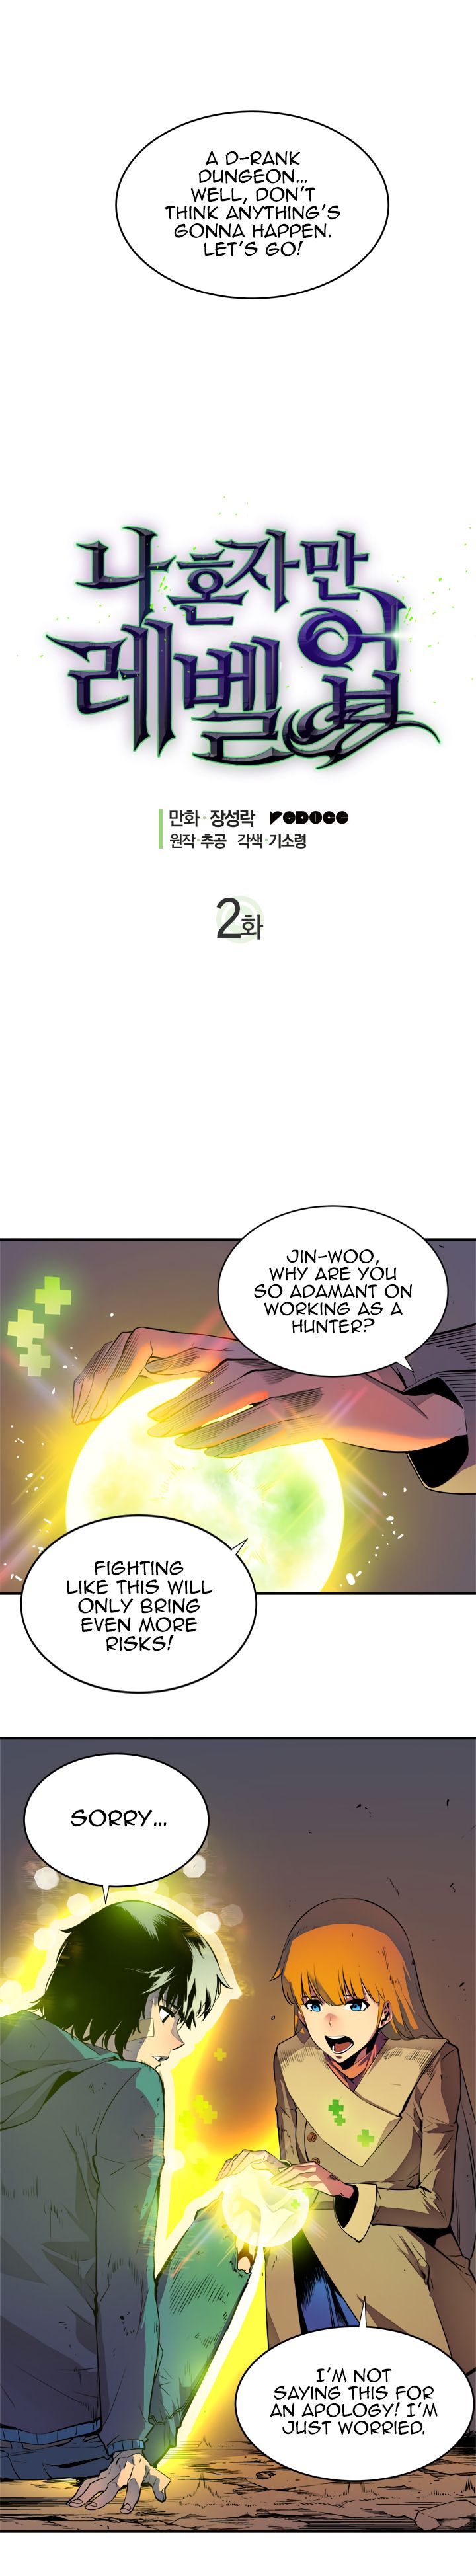 A D-RANK
DUNGEON...
WELL, DON'T
THINK ANYTHING'S
GONNA HAPPEN.
LET'S GO!
나 혼자만
레벨업
만화·장성락 REDICE
원작·추공 각색·기소령
2화
JIN-WOO,
WHY ARE YOU
SO ADAMANT ON
WORKING AS A
HUNTER?
FIGHTING
LIKE THIS WILL
ONLY BRING
EVEN MORE
RISKS!
SORRY...
I'M NOT
SAYING THIS FOR
AN APOLOGY! I'M
JUST WORRIED.